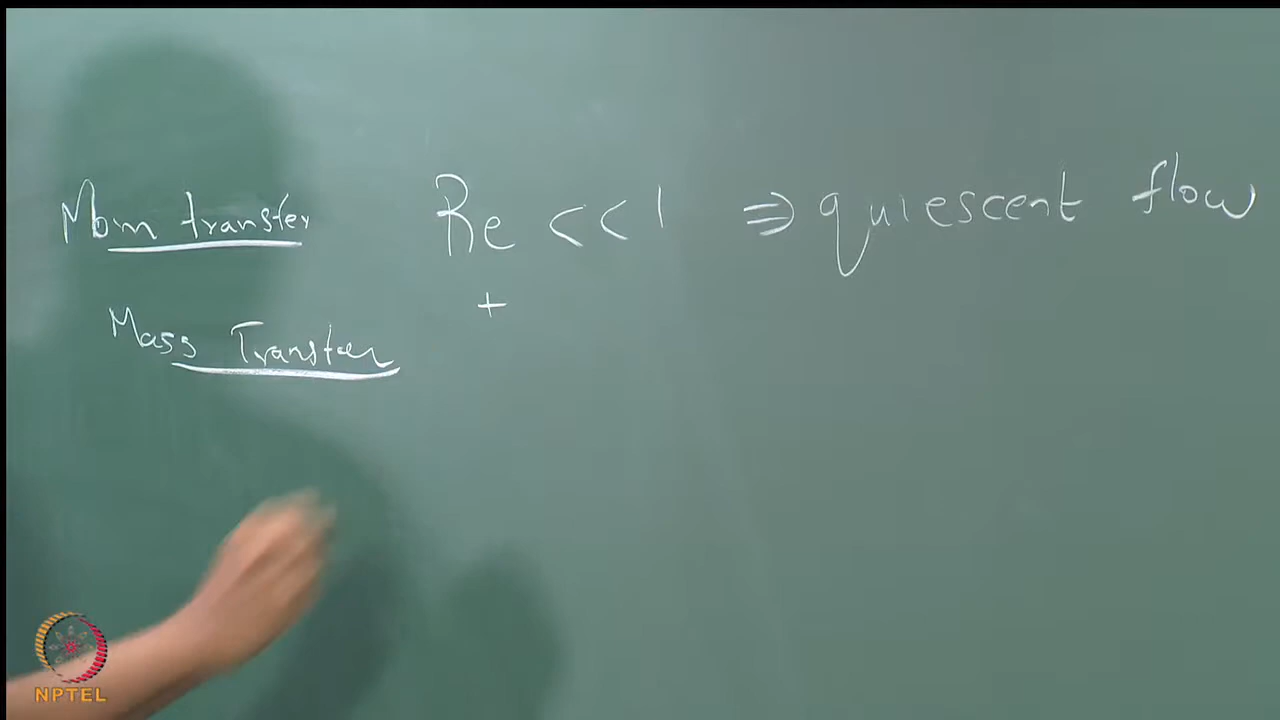 Mom transfer Re <<1 ⇒ quiescent flow
+
Mass Transfer
NPTEL